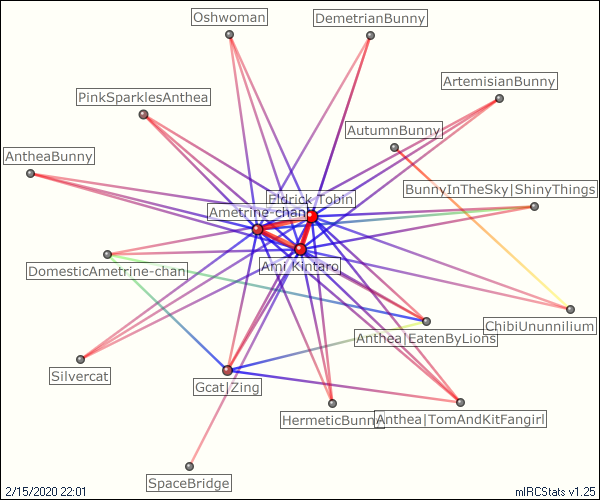 Oshwoman
DemetrianBunny
ArtemisianBunny
PinkSparklesAnthea
AutumnBunny
AntheaBunny
BunnyInTheSky|ShinyThings
Eldrick_Tobin
Ametrine-chan
Ami_Kintaro
DomesticAmetrine-chan
ChibiUnunnilium
Anthea|EatenByLions
Silvercat
Gcat|Zing
HermeticBunny
Anthea|TomAndKitFangirl
SpaceBridge
2/15/2020 22:01
mIRCStats v1.25